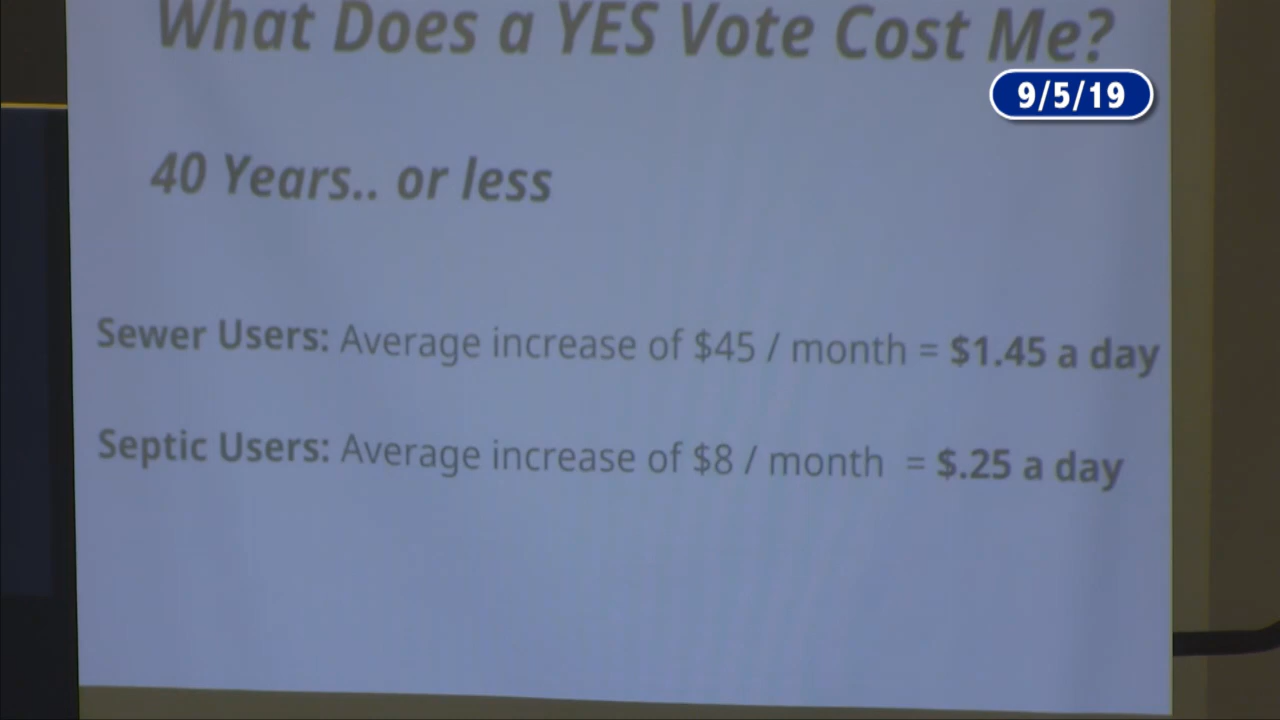 What Does a YES Vote Cost Me?
9/5/19
40 Years.. or less
Sewer Users: Average increase of $45 / month = $1.45 a day
Septic Users: Average increase of $8 / month = $.25 a day